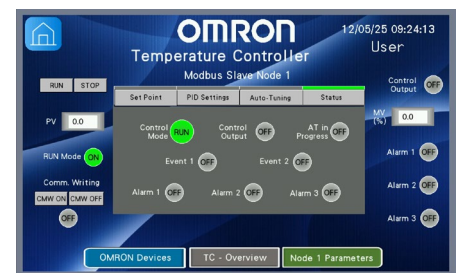 OMRON
12/05/25 09:24:13
Temperature Controller
User
Modbus Slave Node 1
RUN STOP
Set Point PID Settings Auto-Tuning Status
Control
Output OFF
PV 0.0
MV
(%) 0.0
Control
Mode RUN
Control
Output OFF
AT in
Progress OFF
RUN Mode ON
Event 1 OFF Event 2 OFF
Alarm 1 OFF
Comm. Writing
CMW ON CMW OFF
OFF
Alarm 1 OFF Alarm 2 OFF Alarm 3 OFF
Alarm 2 OFF
Alarm 3 OFF
OMRON Devices TC - Overview Node 1 Parameters